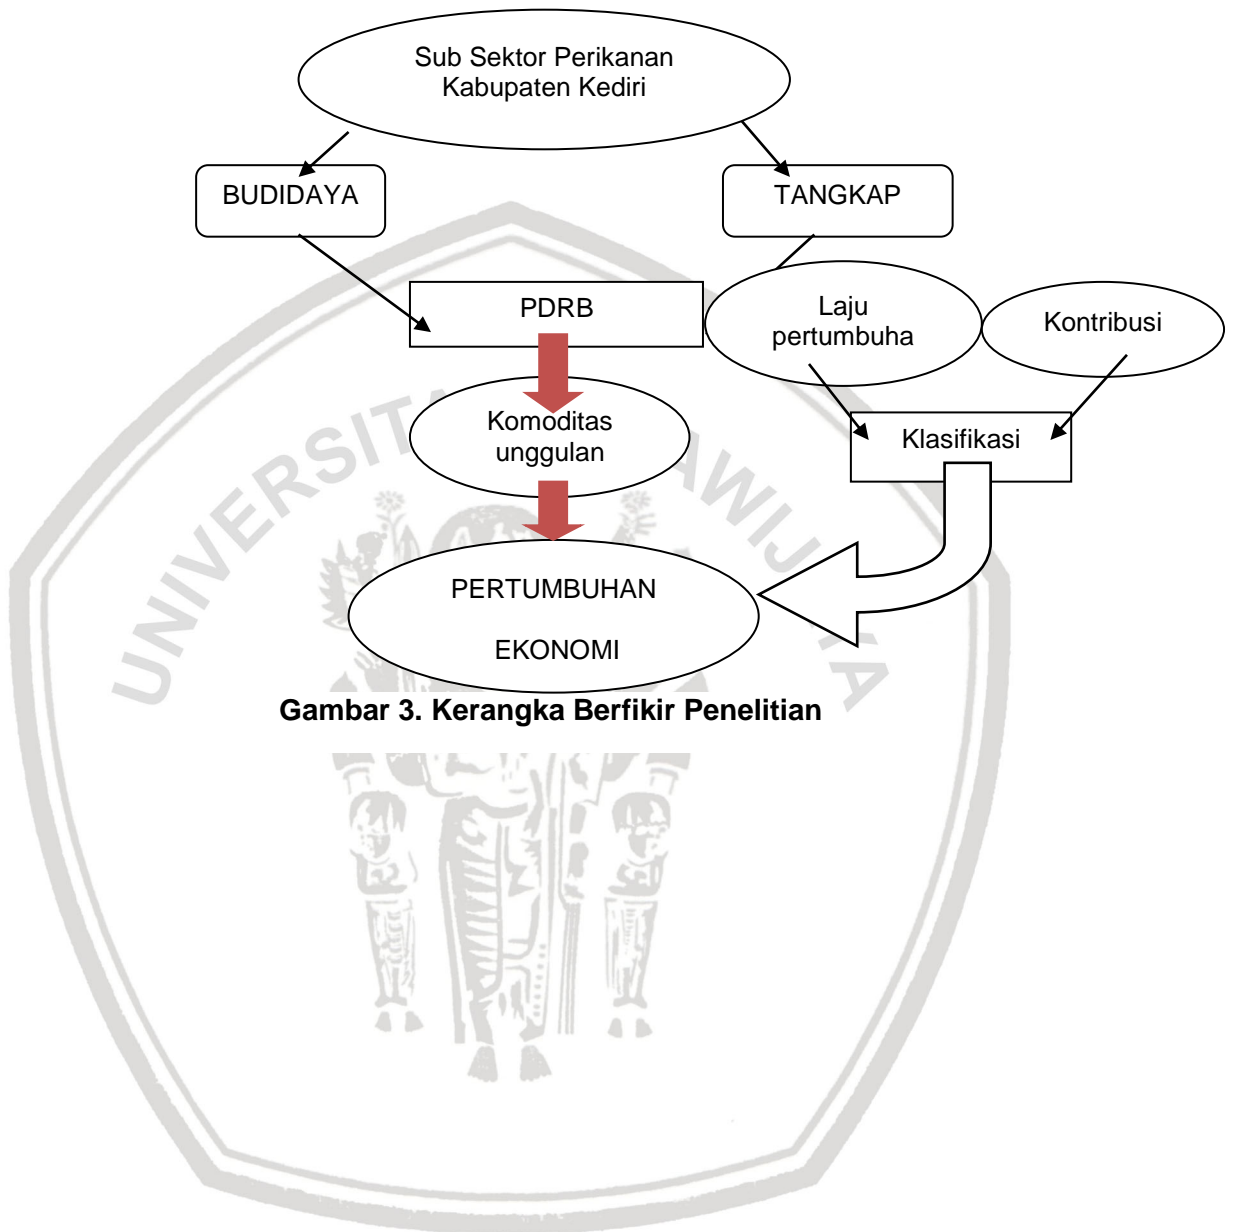 Sub Sektor Perikanan
Kabupaten Kediri
BUDIDAYA
TANGKAP
PDRB
Laju
pertumbuha
Kontribusi
Komoditas
unggulan
Klasifikasi
PERTUMBUHAN
EKONOMI
Gambar 3. Kerangka Berfikir Penelitian